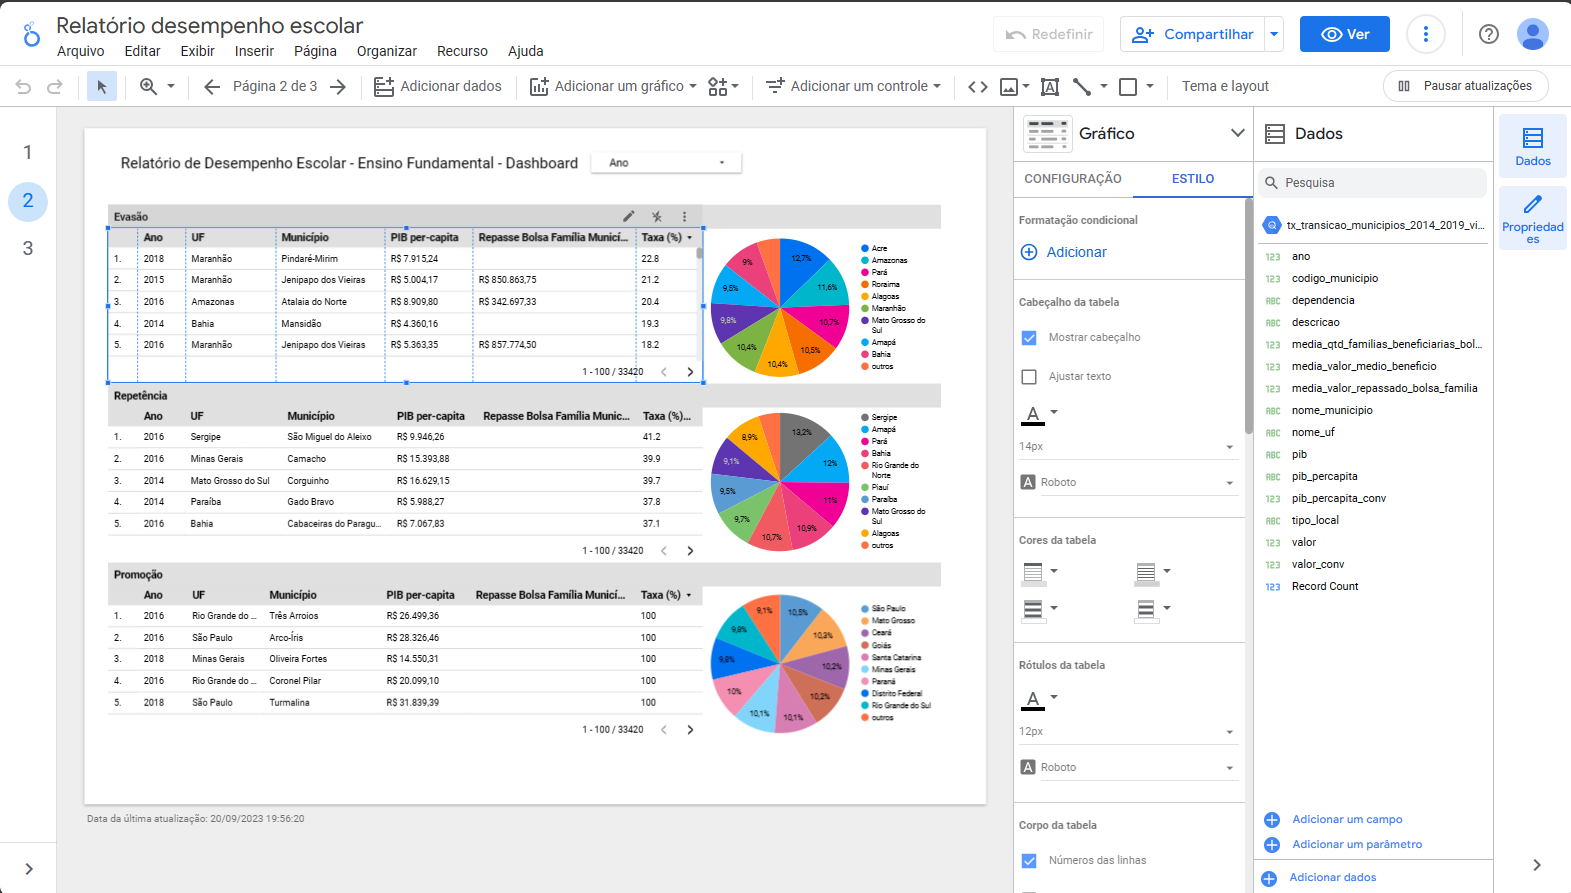 Relatório desempenho escolar
Arquivo Editar Exibir Inserir Página Organizar Recurso Ajuda
Redefinir Compartilhar Ver
Página 2 de 3 Adicionar dados Adicionar um gráfico Adicionar um controle Tema e layout Pausar atualizações
1
2
3
Relatório de Desempenho Escolar - Ensino Fundamental - Dashboard Ano
Evasão
Ano UF Município PIB per-capita Repasse Bolsa Família Municí... Taxa (%)
1. 2018 Maranhão Pindaré-Mirim R$ 7.915,24 22.8
2. 2015 Maranhão Jenipapo dos Vieiras R$ 5.004,17 R$ 850.863,75 21.2
3. 2016 Amazonas Atalaia do Norte R$ 8.909,80 R$ 342.697,33 20.4
4. 2014 Bahia Mansidão R$ 4.360,16 19.3
5. 2016 Maranhão Jenipapo dos Vieiras R$ 5.363,35 R$ 857.774,50 18.2
1 - 100 / 33420
12,7%
11,6%
10,7%
10,5%
10,4%
10,4%
9,8%
9,5%
9%
Acre
Amazonas
Pará
Roraima
Alagoas
Maranhão
Mato Grosso do
Sul
Amapá
Bahia
outros
Repetência
Ano UF Município PIB per-capita Repasse Bolsa Família Munic... Taxa (%)...
1. 2016 Sergipe São Miguel do Aleixo R$ 9.946,26 41.2
2. 2016 Minas Gerais Camacho R$ 15.393,88 39.9
3. 2014 Mato Grosso do Sul Corguinho R$ 16.629,15 39.7
4. 2014 Paraíba Gado Bravo R$ 5.988,27 37.8
5. 2016 Bahia Cabaceiras do Paragu... R$ 7.067,83 37.1
1 - 100 / 33420
13,2%
12%
11%
10,9%
10,7%
9,7%
9,5%
9,1%
8,9%
Sergipe
Amapá
Pará
Bahia
Rio Grande do
Norte
Piauí
Paraíba
Mato Grosso do
Sul
Alagoas
outros
Promoção
Ano UF Município PIB per-capita Repasse Bolsa Família Municí... Taxa (%)
1. 2016 Rio Grande do ... Três Arroios R$ 26.499,36 100
2. 2016 São Paulo Arco-Íris R$ 28.326,46 100
3. 2018 Minas Gerais Oliveira Fortes R$ 14.550,31 100
4. 2016 Rio Grande do ... Coronel Pilar R$ 20.099,10 100
5. 2018 São Paulo Turmalina R$ 31.839,39 100
1 - 100 / 33420
10,5%
10,3%
10,2%
10,2%
10,1%
10,1%
10%
9,8%
9,8%
9,1%
São Paulo
Mato Grosso
Ceará
Goiás
Santa Catarina
Minas Gerais
Paraná
Distrito Federal
Rio Grande do Sul
outros
Data da última atualização: 20/09/2023 19:56:20
Gráfico
CONFIGURAÇÃO ESTILO
Formatação condicional
Adicionar
Cabeçalho da tabela
Mostrar cabeçalho
Ajustar texto
A
14px
A Roboto
Cores da tabela
Rótulos da tabela
A
12px
A Roboto
Corpo da tabela
Números das linhas
Dados
Pesquisa
tx_transicao_municipios_2014_2019_vi...
123 ano
123 codigo_municipio
ABC dependencia
ABC descricao
ABC media_qtd_familias_beneficiarias_bol...
ABC media_valor_medio_beneficio
ABC media_valor_repassado_bolsa_familia
ABC nome_municipio
ABC nome_uf
ABC pib
ABC pib_percapita
123 pib_percapita_conv
ABC tipo_local
123 valor
123 valor_conv
123 Record Count
Adicionar um campo
Adicionar um parâmetro
Adicionar dados
Dados
Propriedad
es